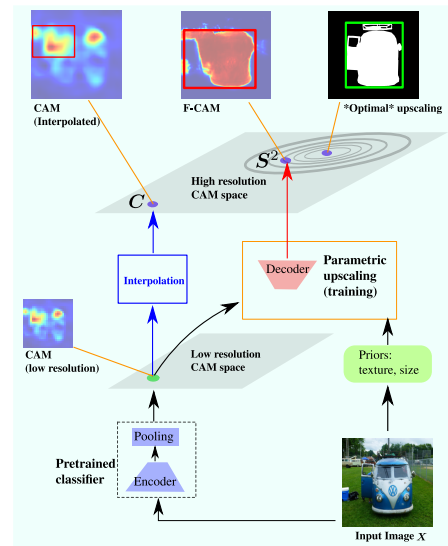 CAM
(Interpolated)
F-CAM
*Optimal* upscaling
C
S²
High resolution
CAM space
Interpolation
Decoder
Parametric
upscaling
(training)
CAM
(low resolution)
Low resolution
CAM space
Priors:
texture, size
Pretrained
classifier
Pooling
Encoder
Input Image X